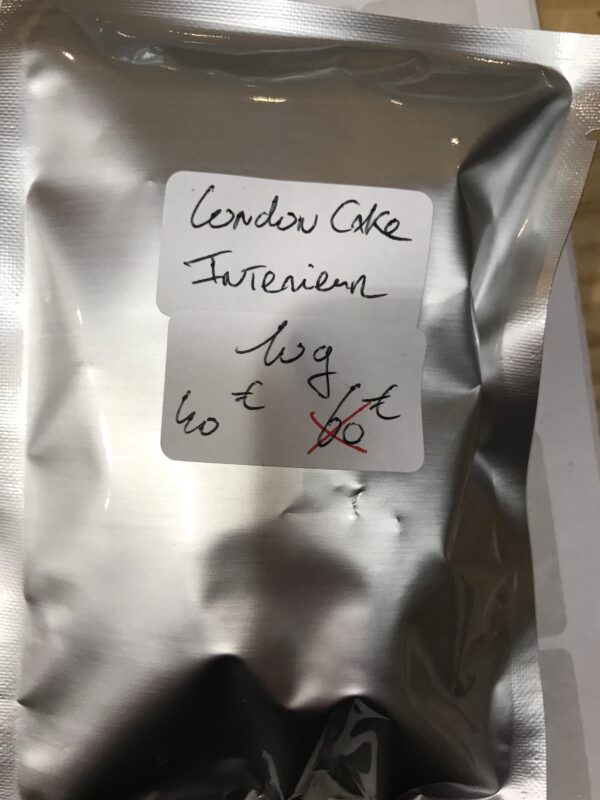 London Cake
Interieur
10g
40€ 60€